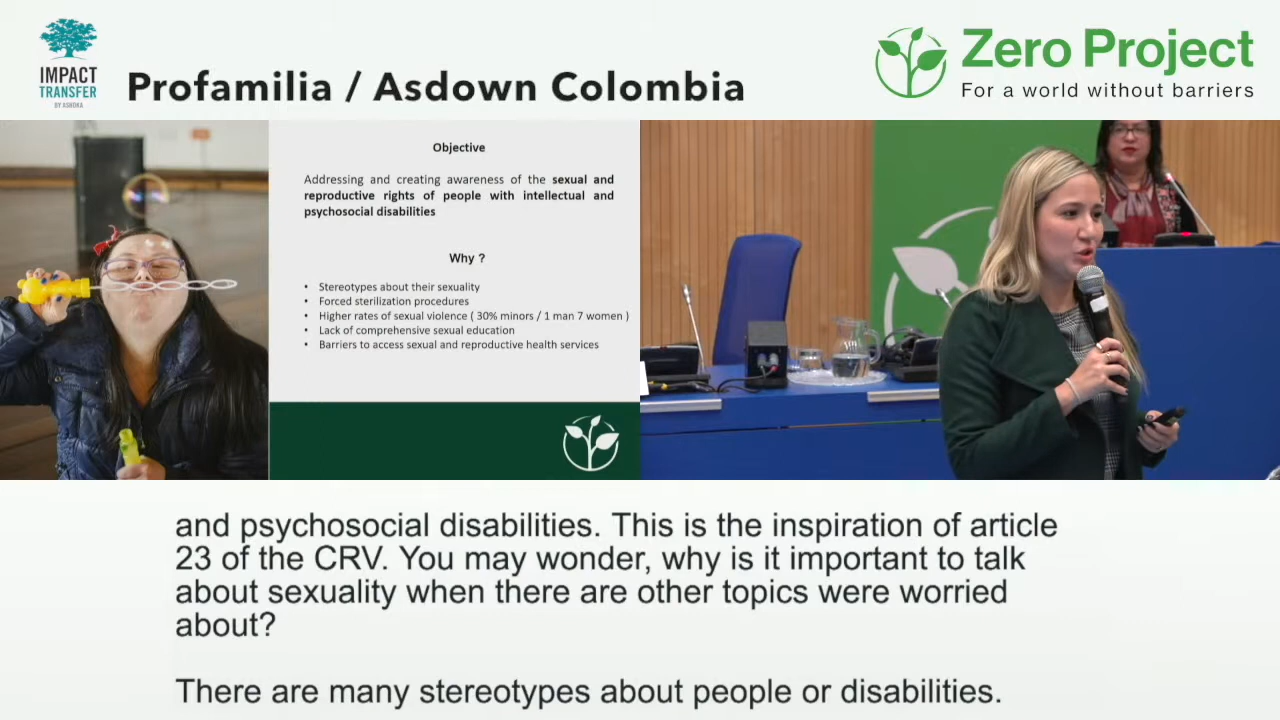 IMPACT
TRANSFER
BY ASHOKA
Profamilia / Asdown Colombia
Zero Project
For a world without barriers
Objective
Addressing and creating awareness of the sexual and
reproductive rights of people with intellectual and
psychosocial disabilities
Why ?
• Stereotypes about their sexuality
• Forced sterilization procedures
• Higher rates of sexual violence ( 30% minors / 1 man 7 women )
• Lack of comprehensive sexual education
• Barriers to access sexual and reproductive health services
and psychosocial disabilities. This is the inspiration of article
23 of the CRV. You may wonder, why is it important to talk
about sexuality when there are other topics were worried
about?
There are many stereotypes about people or disabilities.